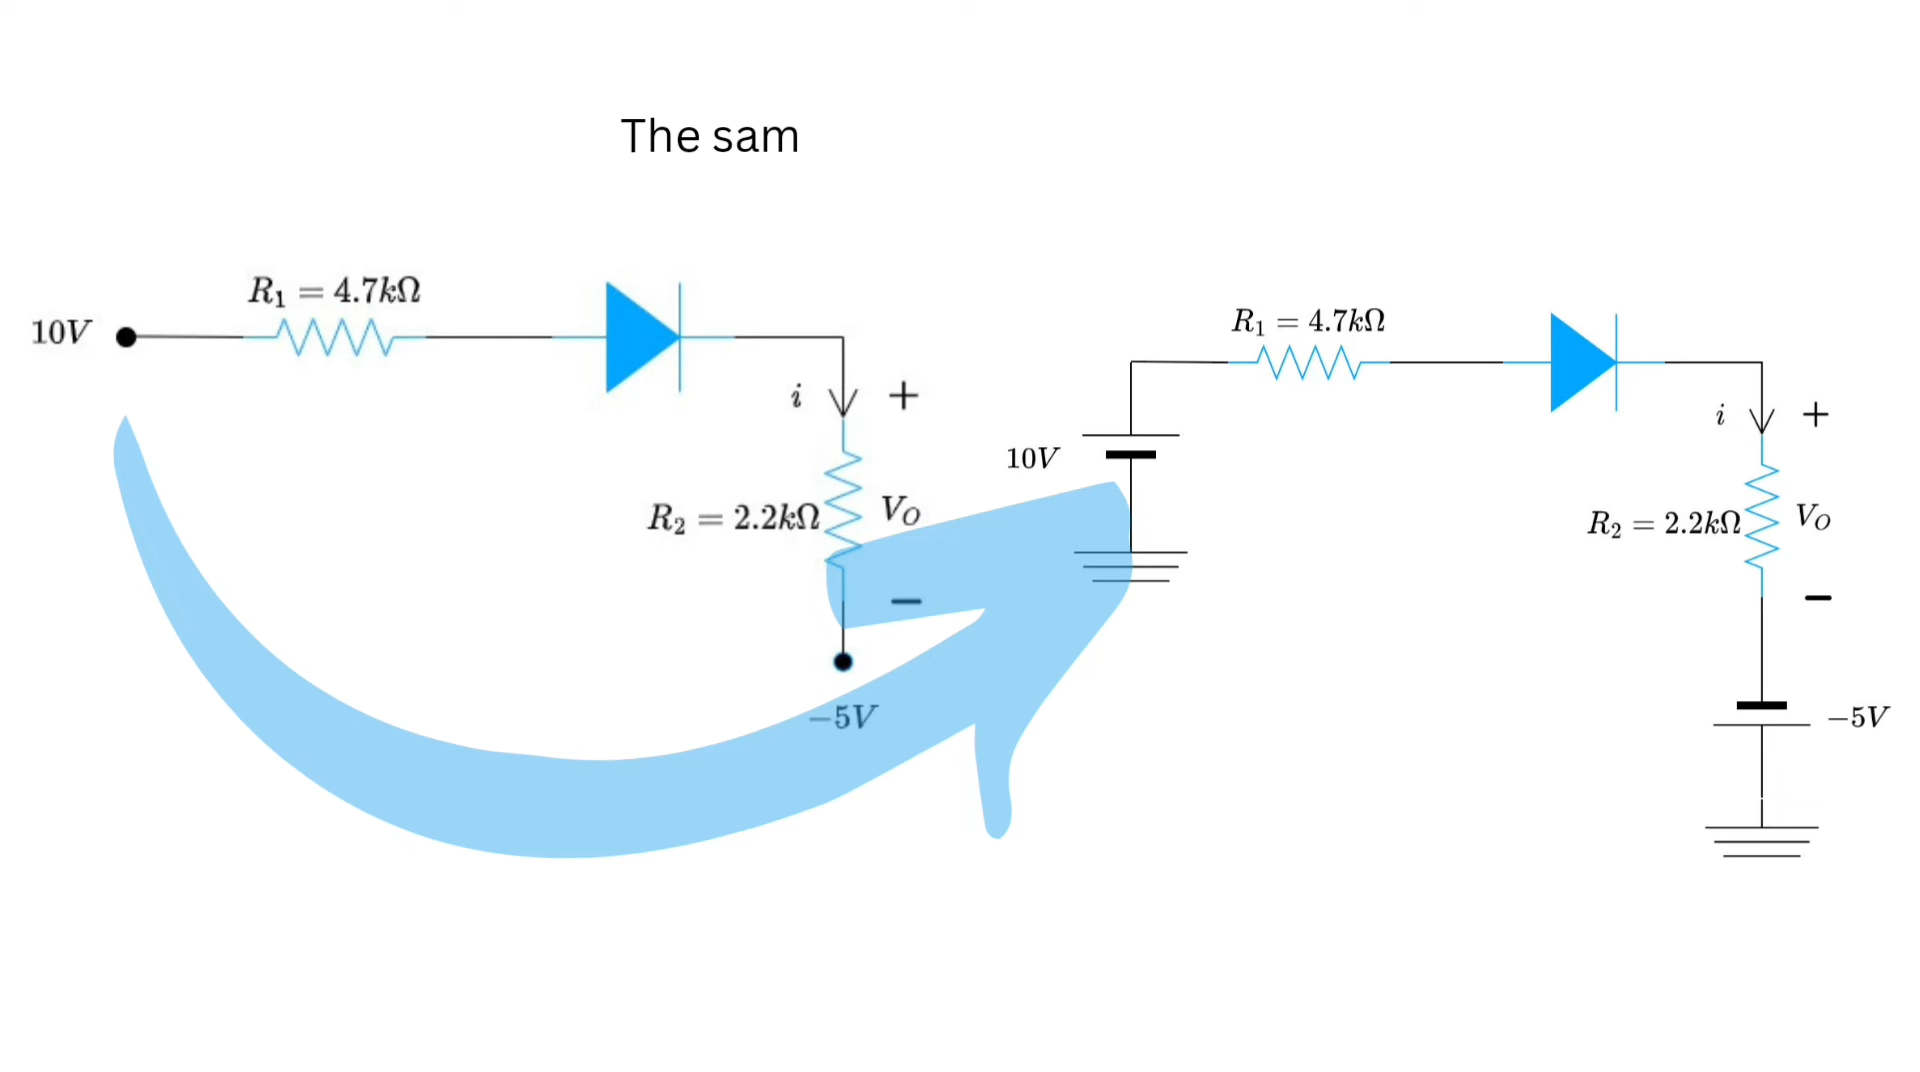 The sam
R₁ = 4.7kΩ
10V
i
+
R₂ = 2.2kΩ
V_O
−
−5V
R₁ = 4.7kΩ
10V
i
+
R₂ = 2.2kΩ
V_O
−
−5V